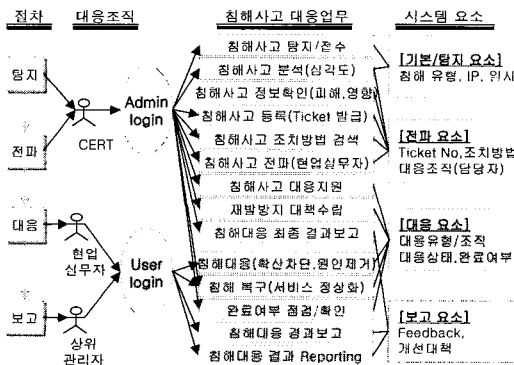 절차 대응조직 침해사고 대응업무 시스템 요소
탐지
전파
대응
보고
CERT
현업
실무자
상위
관리자
Admin
login
User
login
침해사고 탐지/접수
침해사고 분석(심각도)
침해사고 정보확인(피해,영향)
침해사고 등록(Ticket 발급)
침해사고 조치방법 검색
침해사고 전파(현업실무자)
침해사고 대응지원
재발방지 대책수립
침해대응 최종 결과보고
침해대응(확산차단,원인제거)
침해 복구(서비스 정상화)
완료여부 점검/확인
침해대응 결과보고
침해대응 결과 Reporting
[기본/탐지 요소]
침해 유형, IP, 인시
[전파 요소]
Ticket No,조치방법
대응조직(담당자)
[대응 요소]
대응유형/조직
대응상태,완료여부
[보고 요소]
Feedback,
개선대책